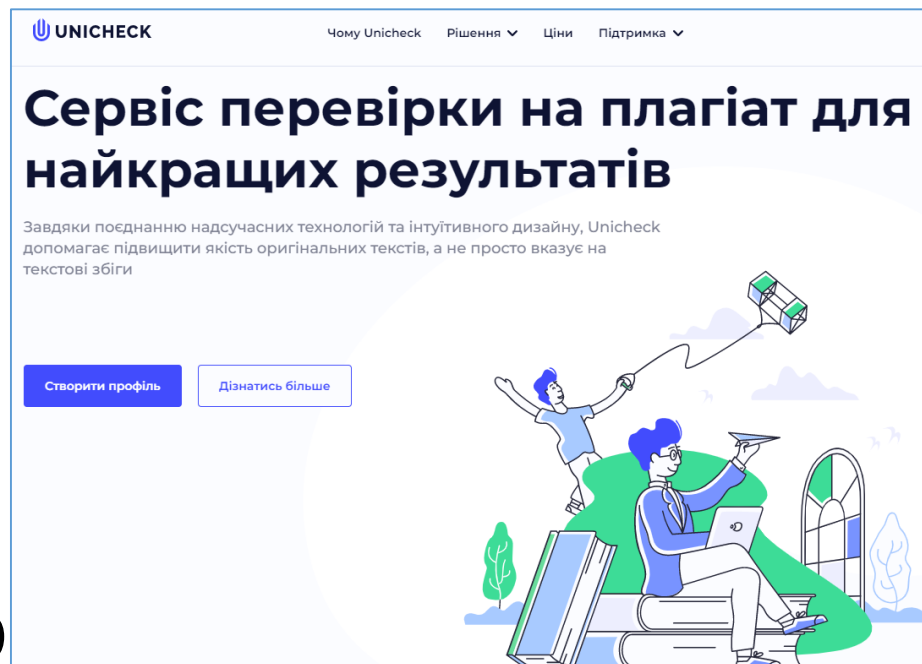 UNICHECK
Чому Unicheck Рішення Ціни Підтримка
Сервіс перевірки на плагіат для
найкращих результатів
Завдяки поєднанню надсучасних технологій та інтуїтивного дизайну, Unicheck
допомагає підвищити якість оригінальних текстів, а не просто вказує на
текстові збіги
Створити профіль Дізнатись більше